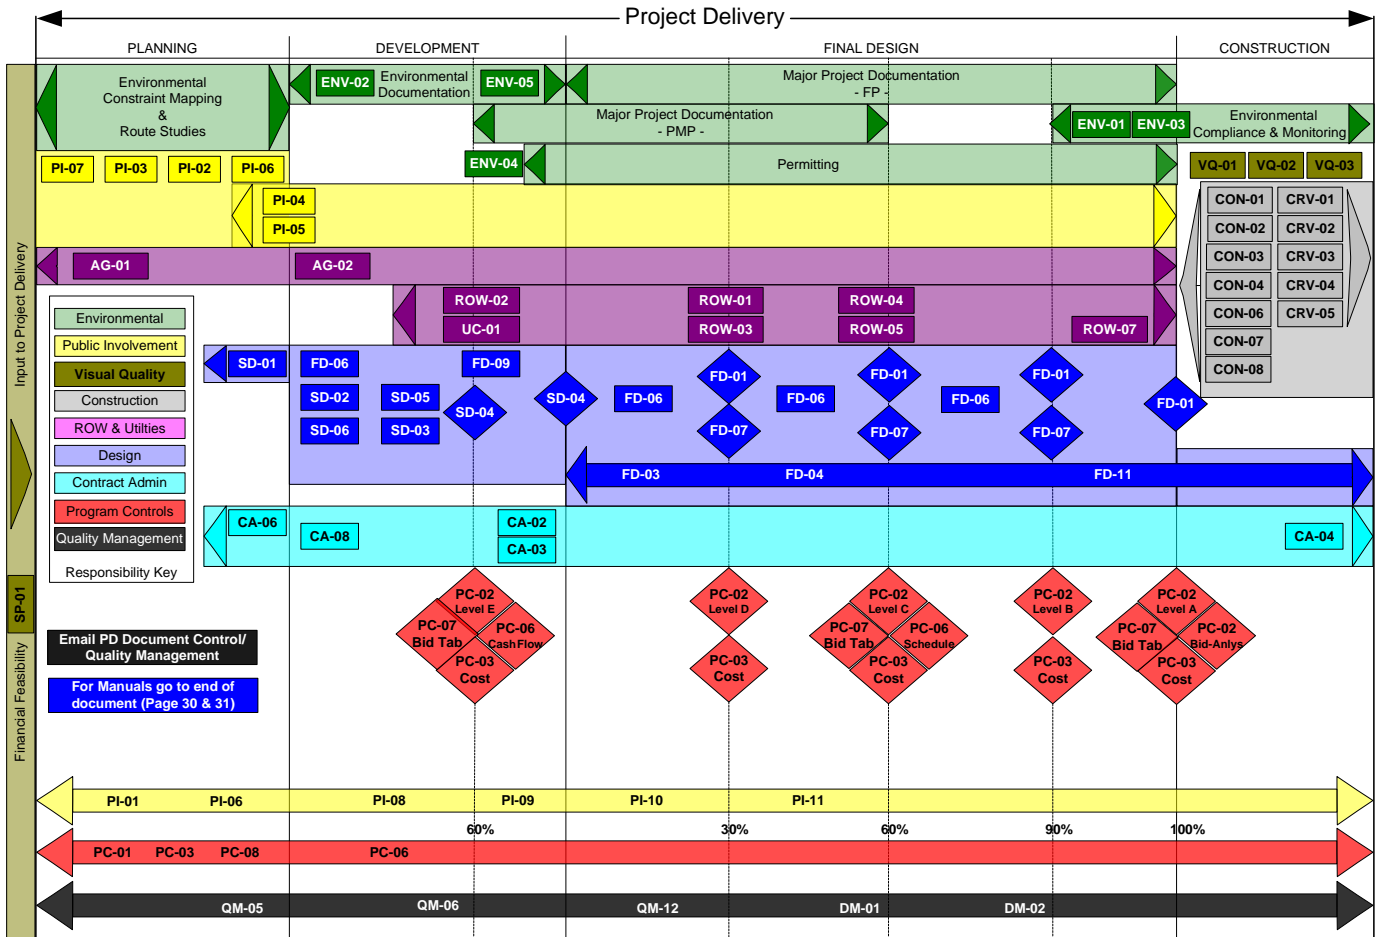 Project Delivery
PLANNING
DEVELOPMENT
FINAL DESIGN
CONSTRUCTION
Environmental
Constraint Mapping
&
Route Studies
ENV-02
Environmental
Documentation
ENV-05
Major Project Documentation
- FP -
Major Project Documentation
- PMP -
ENV-01
ENV-03
Environmental
Compliance & Monitoring
ENV-04
Permitting
PI-07
PI-03
PI-02
PI-06
VQ-01
VQ-02
VQ-03
PI-04
PI-05
CON-01
CRV-01
CON-02
CRV-02
CON-03
CRV-03
CON-04
CRV-04
CON-06
CRV-05
CON-07
CON-08
AG-01
AG-02
ROW-02
ROW-01
ROW-04
UC-01
ROW-03
ROW-05
ROW-07
Input to Project Delivery
SP-01
Financial Feasibility
Environmental
Public Involvement
Visual Quality
Construction
ROW & Utilties
Design
Contract Admin
Program Controls
Quality Management
Responsibility Key
SD-01
FD-06
FD-09
SD-02
SD-05
SD-04
SD-04
SD-06
SD-03
FD-06
FD-01
FD-07
FD-06
FD-01
FD-07
FD-06
FD-01
FD-07
FD-01
FD-03
FD-04
FD-11
CA-06
CA-08
CA-02
CA-03
CA-04
PC-02
Level E
PC-07
Bid Tab
PC-06
CashFlow
PC-03
Cost
PC-02
Level D
PC-03
Cost
PC-02
Level C
PC-07
Bid Tab
PC-06
Schedule
PC-03
Cost
PC-02
Level B
PC-03
Cost
PC-02
Level A
PC-07
Bid Tab
PC-02
Bid-Anlys
PC-03
Cost
Email PD Document Control/
Quality Management
For Manuals go to end of
document (Page 30 & 31)
PI-01
PI-06
PI-08
PI-09
PI-10
PI-11
60%
30%
60%
90%
100%
PC-01
PC-03
PC-08
PC-06
QM-05
QM-06
QM-12
DM-01
DM-02